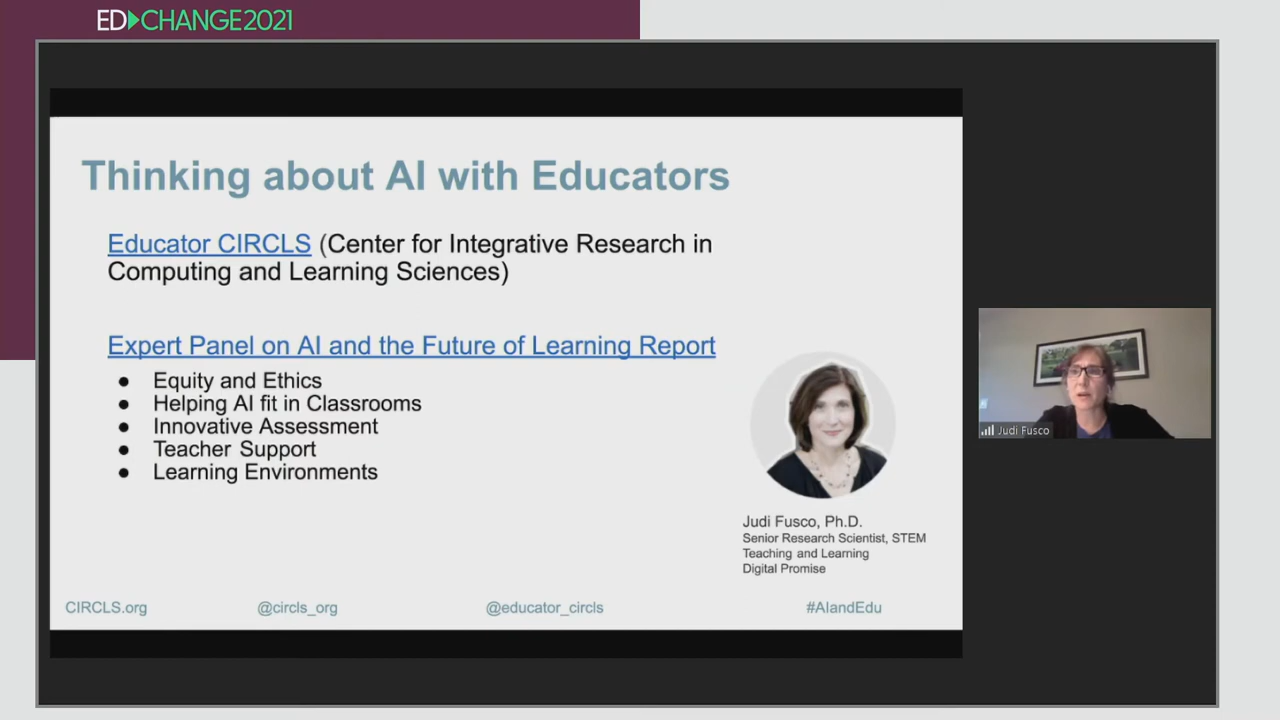 ED▶CHANGE2021
Thinking about AI with Educators
Educator CIRCLS (Center for Integrative Research in
Computing and Learning Sciences)
Expert Panel on AI and the Future of Learning Report
● Equity and Ethics
● Helping AI fit in Classrooms
● Innovative Assessment
● Teacher Support
● Learning Environments
Judi Fusco, Ph.D.
Senior Research Scientist, STEM
Teaching and Learning
Digital Promise
CIRCLS.org @circls_org @educator_circls #AIandEdu
Judi Fusco